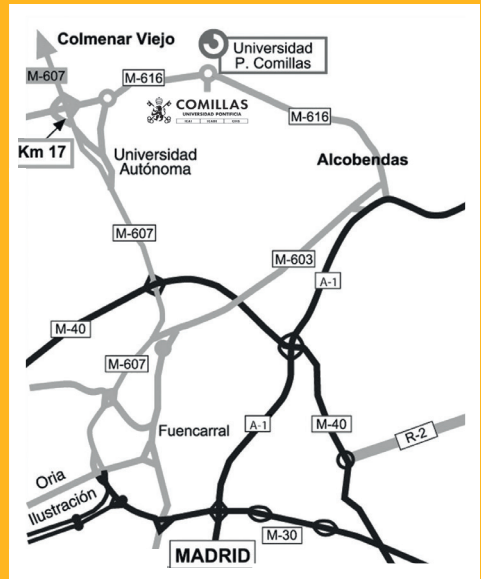 Colmenar Viejo
Universidad
P. Comillas
M-607
M-616
COMILLAS
UNIVERSIDAD PONTIFICIA
M-616
Km 17
Universidad
Autónoma
Alcobendas
M-607
M-603
A-1
M-40
M-607
Fuencarral
A-1
M-40
R-2
Oria
Ilustración
M-30
MADRID